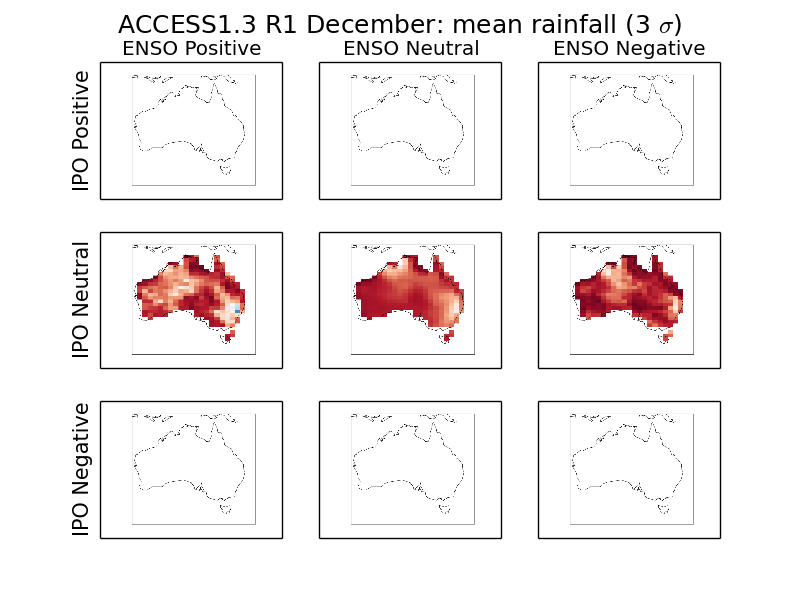 ACCESS1.3 R1 December: mean rainfall (3 σ)
ENSO Positive
ENSO Neutral
ENSO Negative
IPO Positive
IPO Neutral
IPO Negative